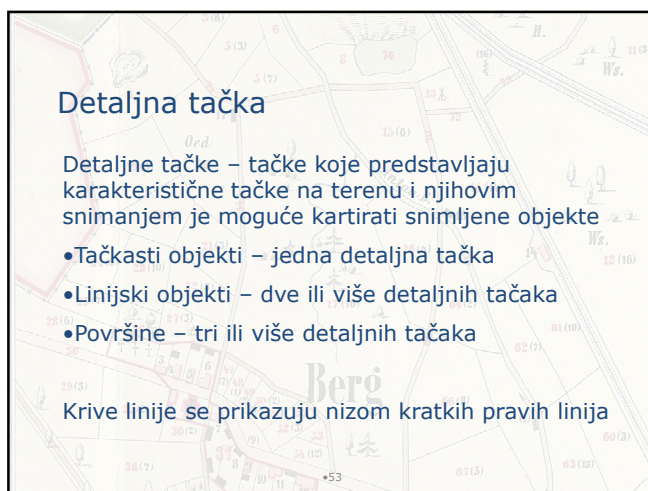 Detaljna tačka
Detaljne tačke – tačke koje predstavljaju
karakteristične tačke na terenu i njihovim
snimanjem je moguće kartirati snimljene objekte
•Tačkasti objekti – jedna detaljna tačka
•Linijski objekti – dve ili više detaljnih tačaka
•Površine – tri ili više detaljnih tačaka
Berg
Krive linije se prikazuju nizom kratkih pravih linija
•53